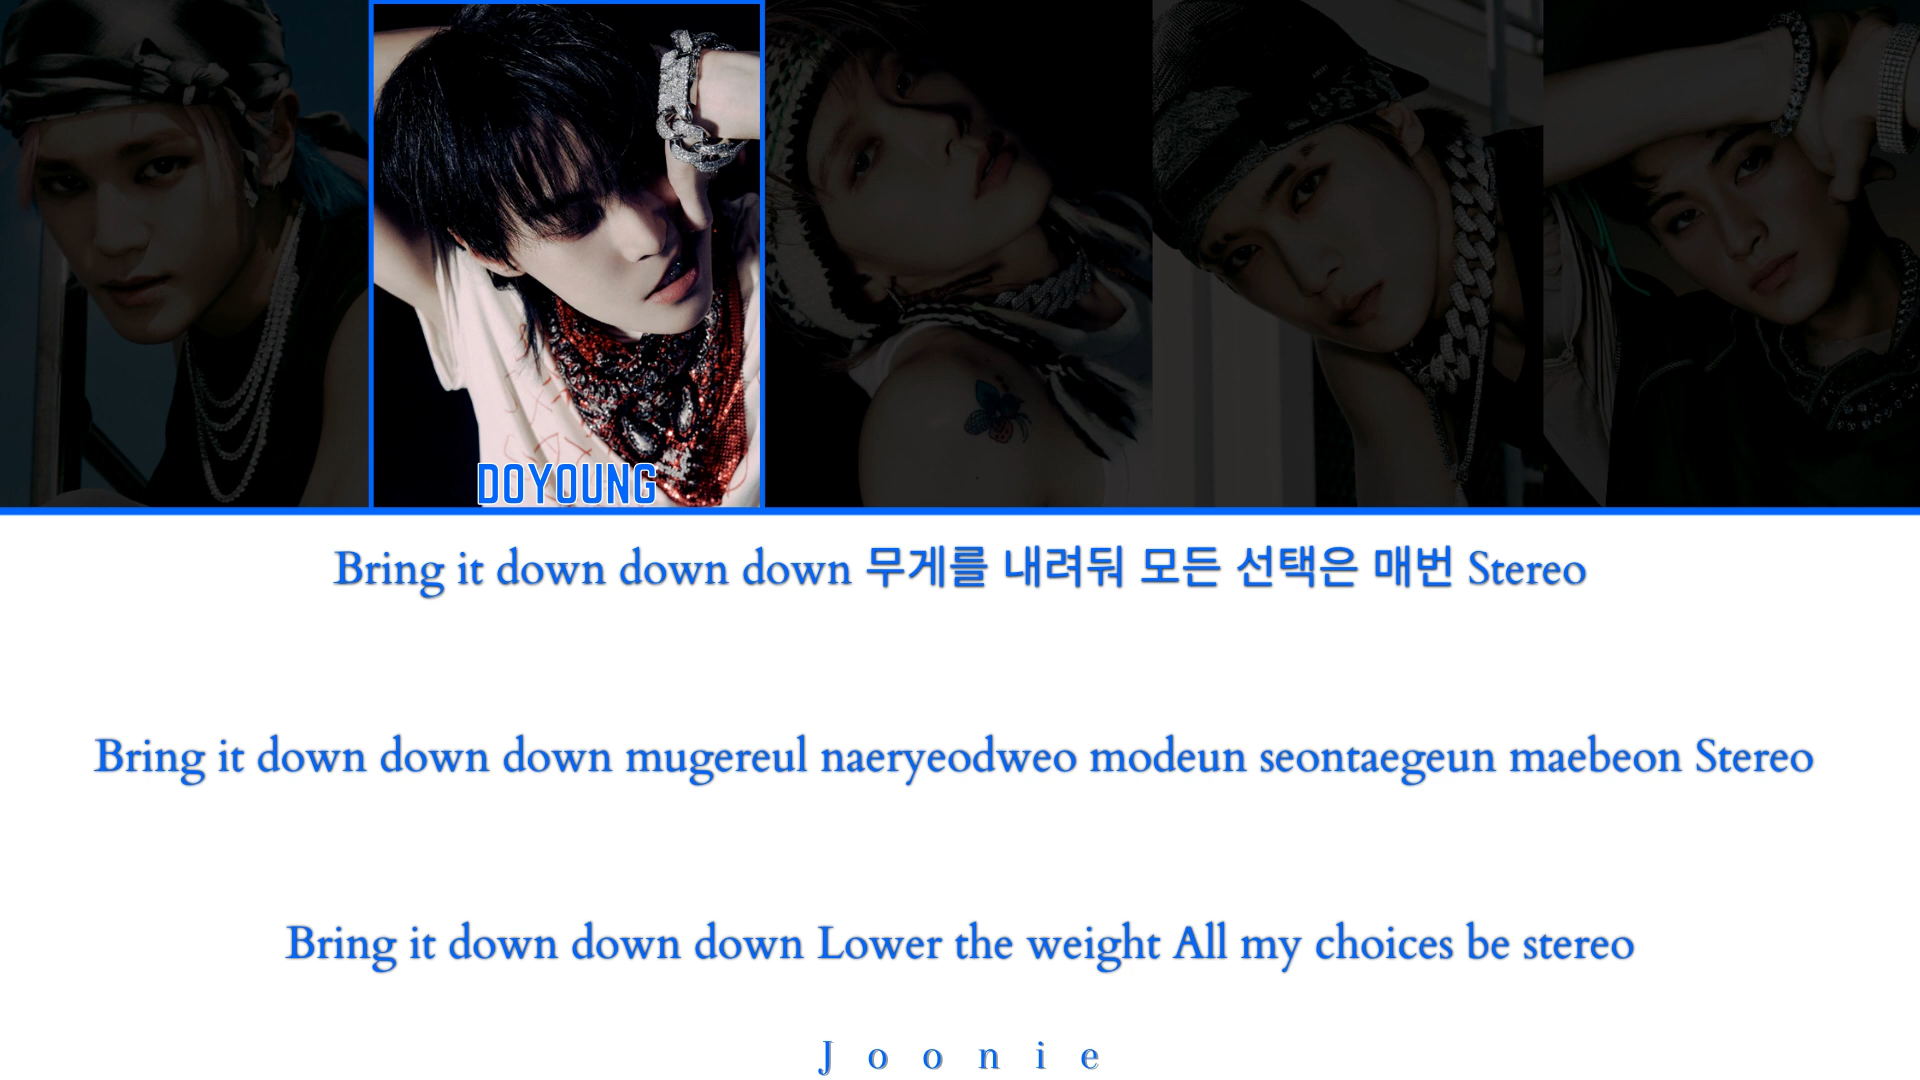 DOYOUNG
Bring it down down down 무게를 내려둬 모든 선택은 매번 Stereo
Bring it down down down mugereul naeryeodweo modeun seontaegeun maebeon Stereo
Bring it down down down Lower the weight All my choices be stereo
Joonie